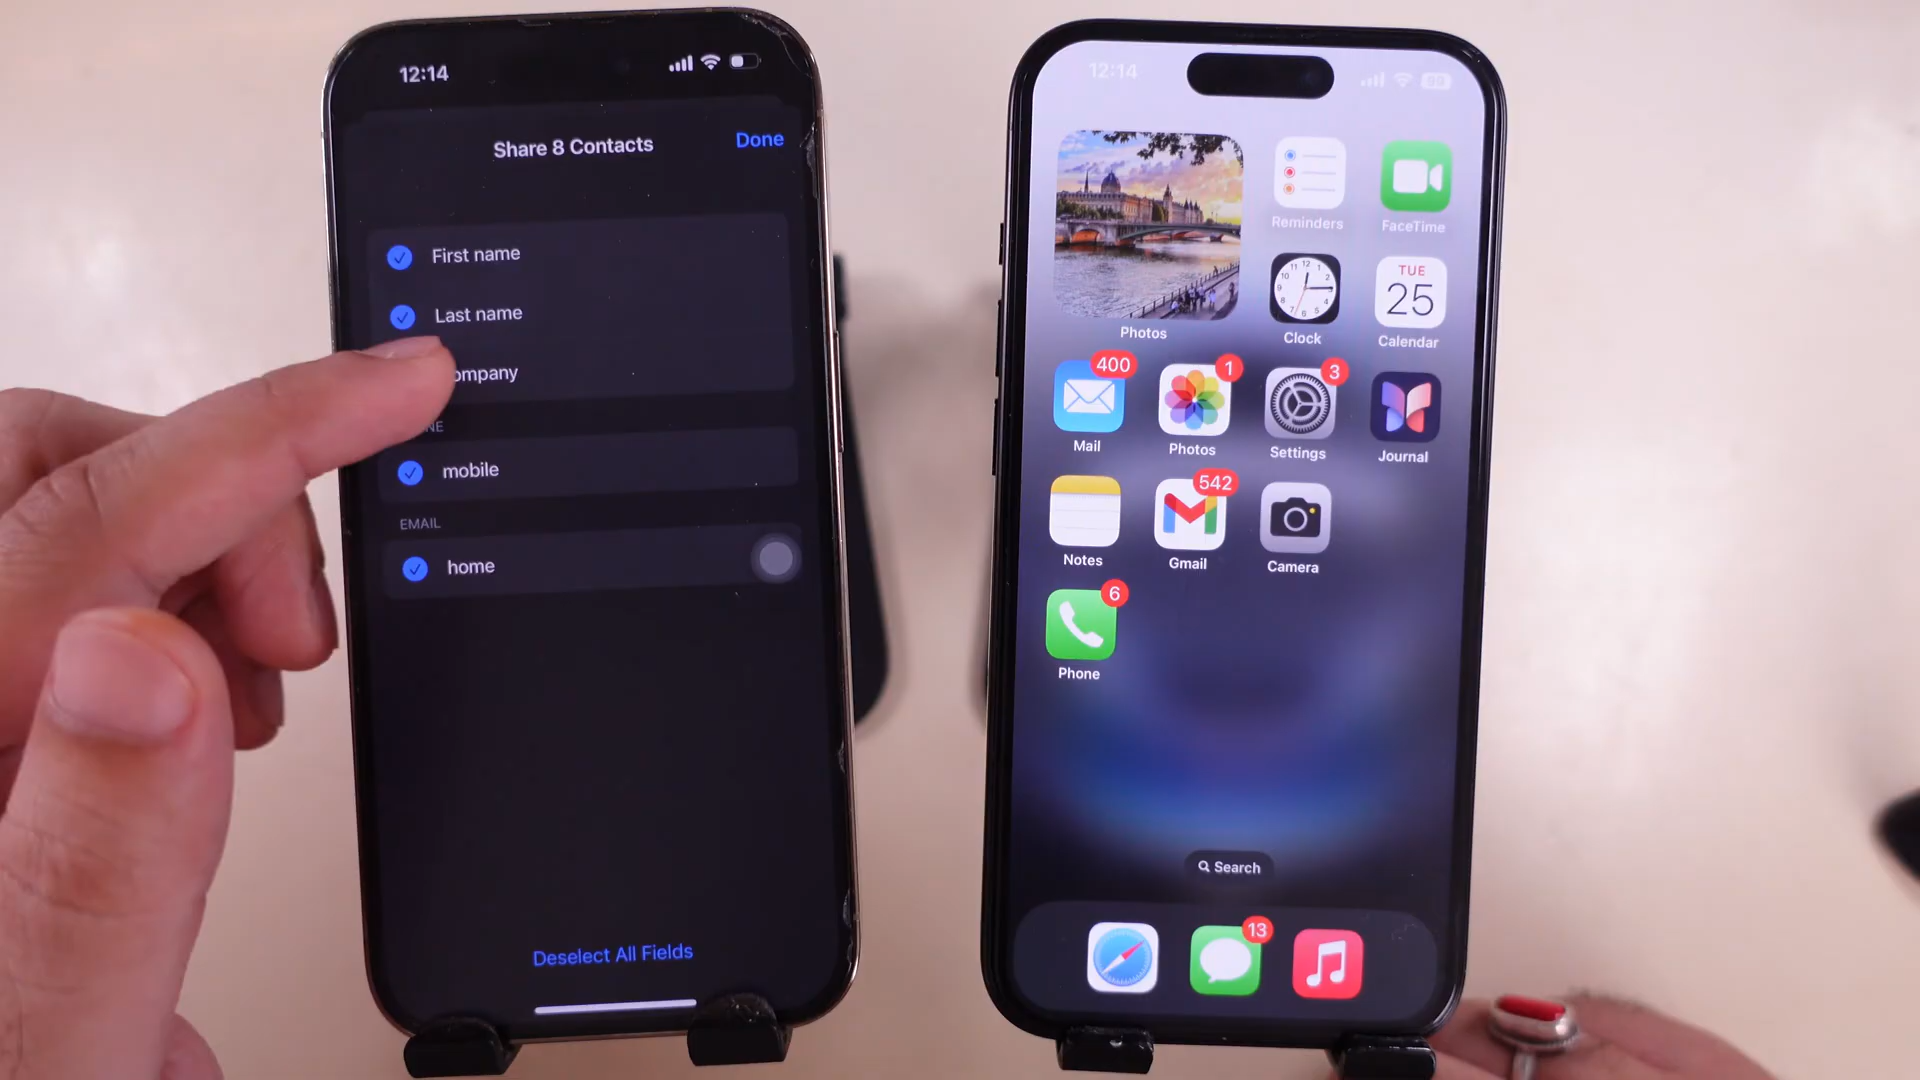 12:14
Share 8 Contacts
Done
First name
Last name
ompany
NE
mobile
EMAIL
home
Deselect All Fields
12:14
99
Photos
Reminders
FaceTime
Clock
TUE
25
Calendar
400
Mail
1
Photos
3
Settings
Journal
Notes
542
Gmail
Camera
6
Phone
Search
13